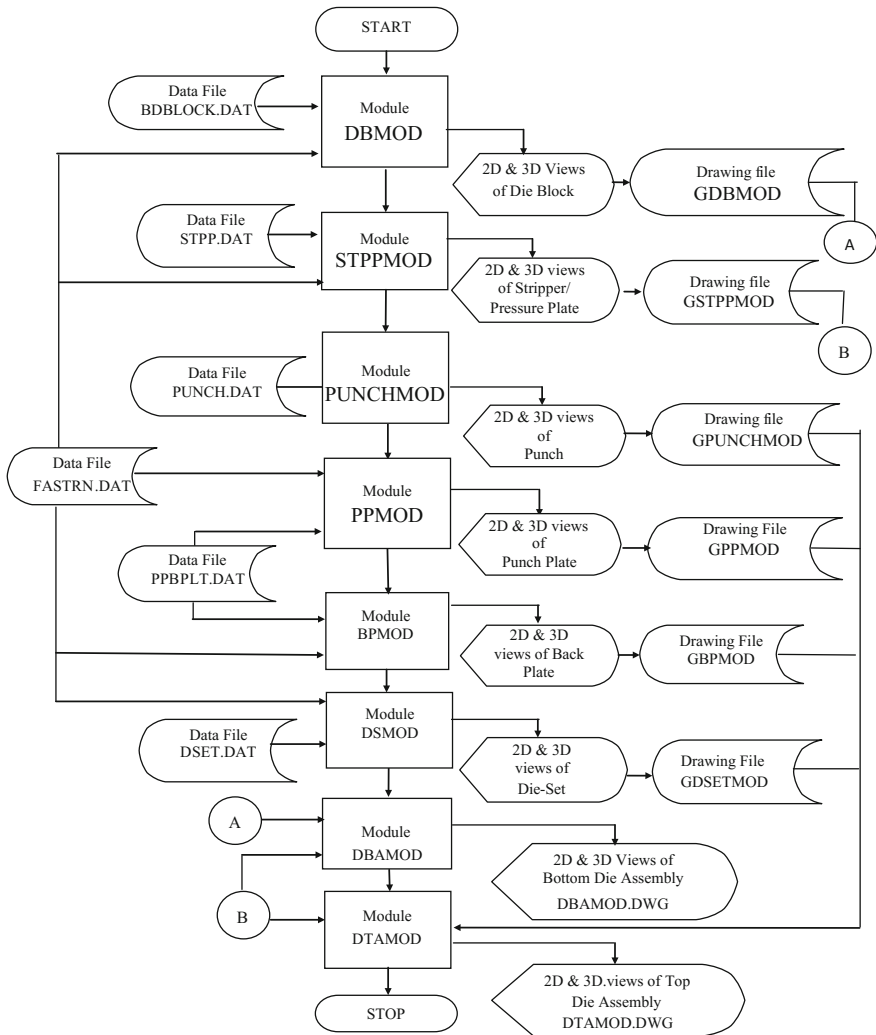 START
Data File
BDBLOCK.DAT
Module
DBMOD
2D & 3D Views
of Die Block
Drawing file
GDBMOD
A
Data File
STPP.DAT
Module
STPPMOD
2D & 3D views
of Stripper/
Pressure Plate
Drawing file
GSTPPMOD
B
Data File
PUNCH.DAT
Module
PUNCHMOD
2D & 3D views
of
Punch
Drawing file
GPUNCHMOD
Data File
FASTRN.DAT
Module
PPMOD
2D & 3D views
of
Punch Plate
Drawing File
GPPMOD
Data File
PPBPLT.DAT
Module
BPMOD
2D & 3D
views of Back
Plate
Drawing File
GBPMOD
Data File
DSET.DAT
Module
DSMOD
2D & 3D
views of
Die-Set
Drawing File
GDSETMOD
A
Module
DBAMOD
2D & 3D Views of
Bottom Die Assembly
DBAMOD.DWG
B
Module
DTAMOD
2D & 3D.views of Top
Die Assembly
DTAMOD.DWG
STOP